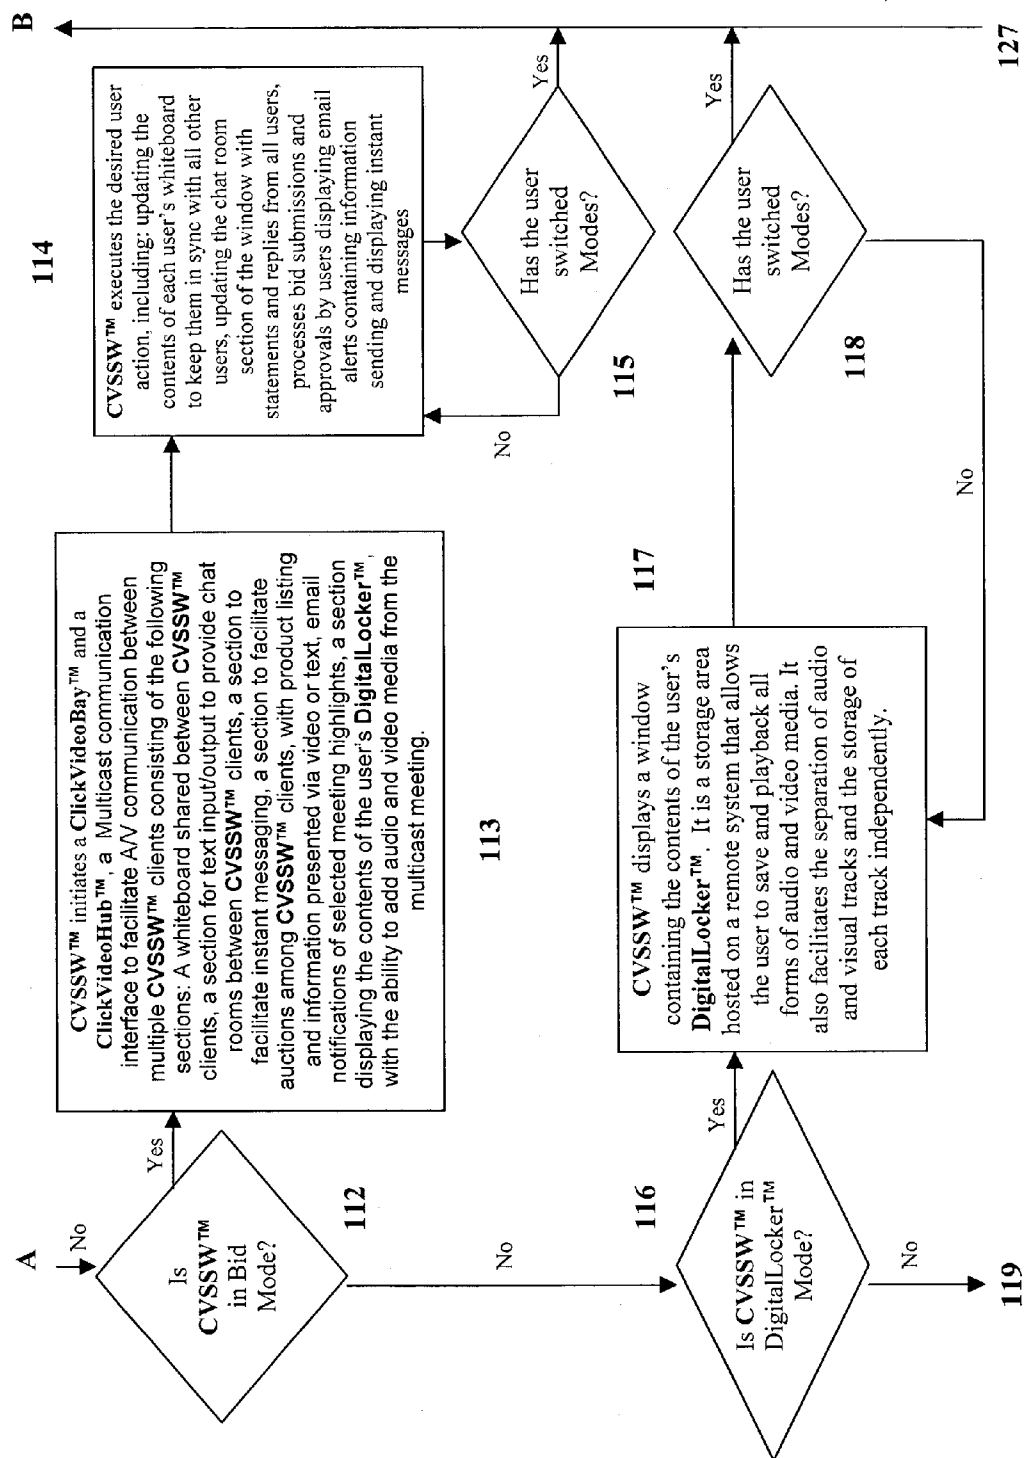 A
No
Is
CVSSW™
in Bid
Mode?
112
Yes
CVSSW™ initiates a ClickVideoBay™ and a
ClickVideoHub™, a Multicast communication
interface to facilitate A/V communication between
multiple CVSSW™ clients consisting of the following
sections: A whiteboard shared between CVSSW™
clients, a section for text input/output to provide chat
rooms between CVSSW™ clients, a section to
facilitate instant messaging, a section to facilitate
auctions among CVSSW™ clients, with product listing
and information presented via video or text, email
notifications of selected meeting highlights, a section
displaying the contents of the user's DigitalLocker™,
with the ability to add audio and video media from the
multicast meeting.
113
CVSSW™ executes the desired user
action, including: updating the
contents of each user's whiteboard
to keep them in sync with all other
users, updating the chat room
section of the window with
statements and replies from all users,
processes bid submissions and
approvals by users displaying email
alerts containing information
sending and displaying instant
messages
114
Has the user
switched
Modes?
115
No
Yes
B
No
Is CVSSW™ in
DigitalLocker™
Mode?
116
Yes
No
119
CVSSW™ displays a window
containing the contents of the user's
DigitalLocker™. It is a storage area
hosted on a remote system that allows
the user to save and playback all
forms of audio and video media. It
also facilitates the separation of audio
and visual tracks and the storage of
each track independently.
117
Has the user
switched
Modes?
118
No
Yes
127